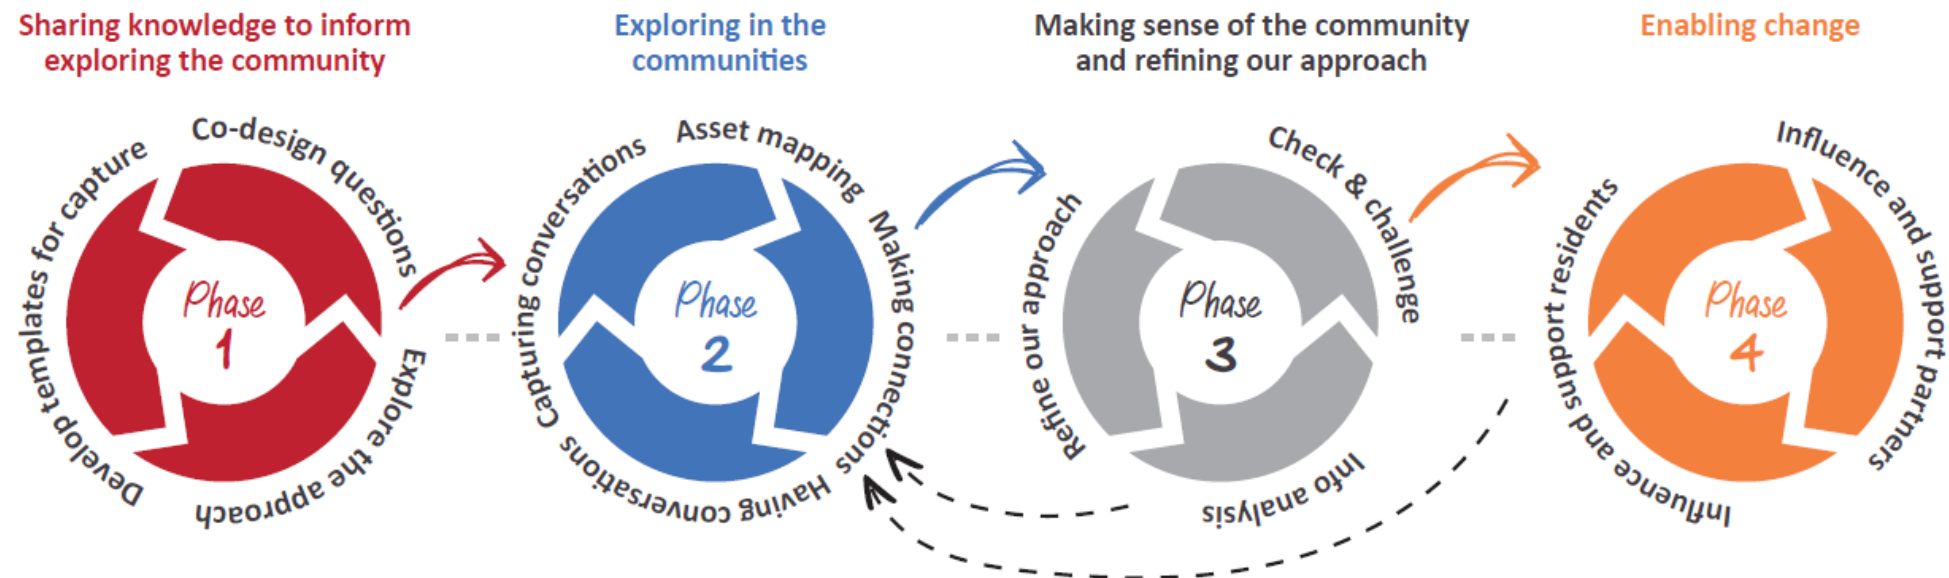 Sharing knowledge to inform
exploring the community
Co-design questions
Explore the approach
Develop templates for capture
Phase
1
Exploring in the
communities
Asset mapping
Making connections
Having conversations
Capturing conversations
Phase
2
Making sense of the community
and refining our approach
Check & challenge
Info analysis
Refine our approach
Phase
3
Enabling change
Influence and support partners
Influence and support residents
Phase
4